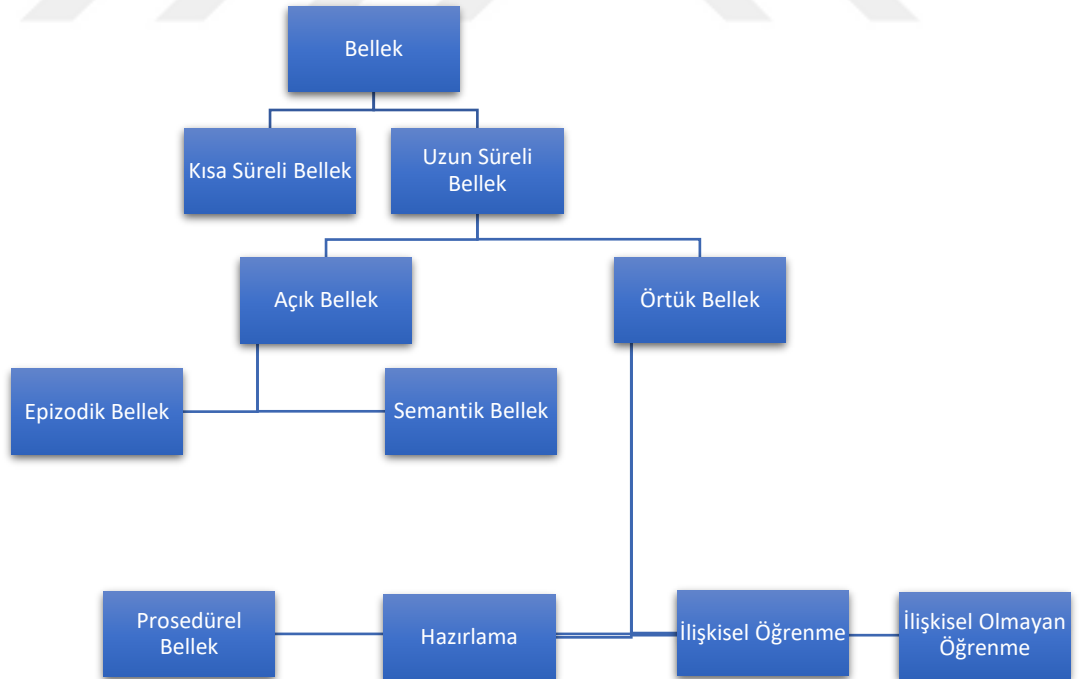 Bellek
Kısa Süreli Bellek
Uzun Süreli
Bellek
Açık Bellek
Örtük Bellek
Epizodik Bellek
Semantik Bellek
Prosedürel
Bellek
Hazırlama
İlişkisel Öğrenme
İlişkisel Olmayan
Öğrenme